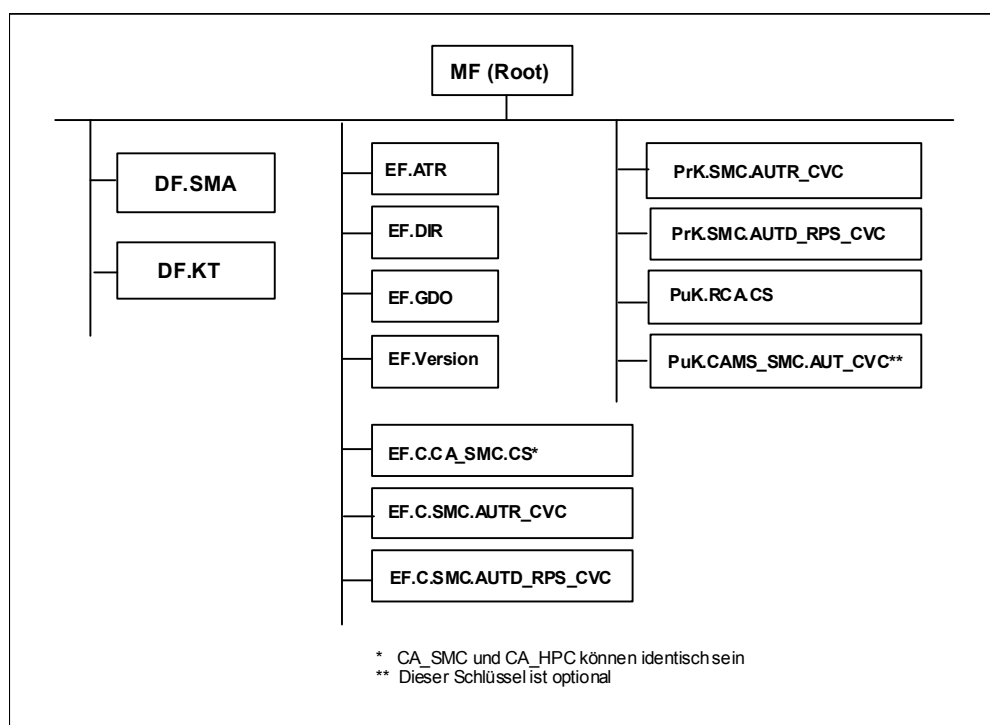 MF (Root)
DF.SMA
DF.KT
EF.ATR
EF.DIR
EF.GDO
EF.Version
EF.C.CA_SMC.CS*
EF.C.SMC.AUTR_CVC
EF.C.SMC.AUTD_RPS_CVC
PrK.SMC.AUTR_CVC
PrK.SMC.AUTD_RPS_CVC
PuK.RCA.CS
PuK.CAMS_SMC.AUT_CVC**
* CA_SMC und CA_HPC können identisch sein
** Dieser Schlüssel ist optional